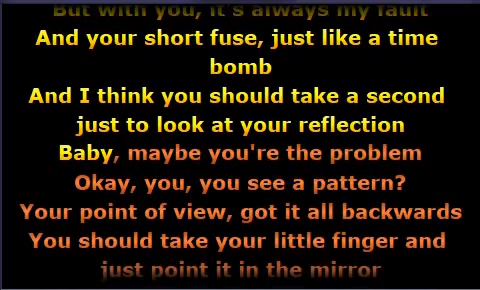 But with you, it's always my fault
And your short fuse, just like a time
bomb
And I think you should take a second
just to look at your reflection
Baby, maybe you're the problem
Okay, you, you see a pattern?
Your point of view, got it all backwards
You should take your little finger and
just point it in the mirror